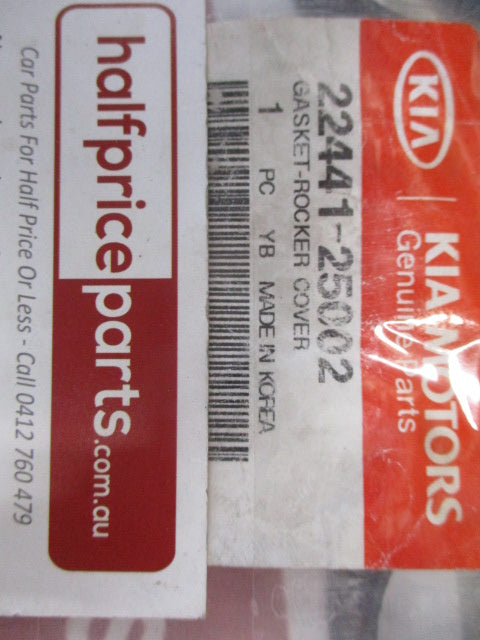 KIA
KIA MOTORS
Genuine Parts
22441-25002
GASKET-ROCKER COVER
1 PC YB MADE IN KOREA
halfpriceparts.com.au
Car Parts For Half Price Or Less - Call 0412 760 479